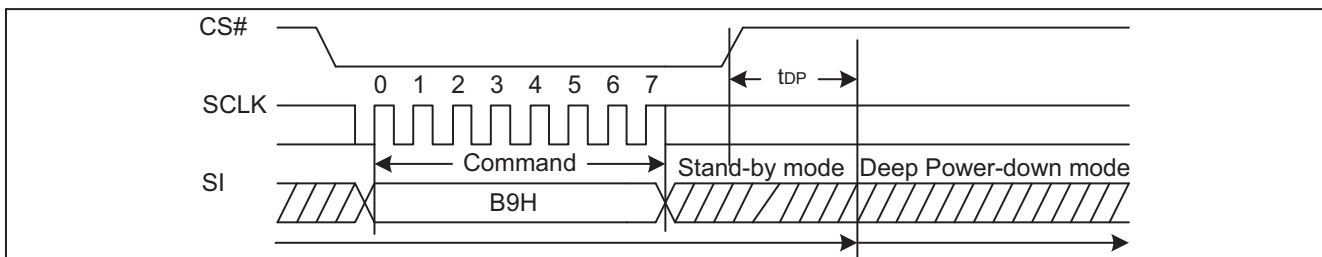 CS#
tDP
0 1 2 3 4 5 6 7
SCLK
Command
Stand-by mode Deep Power-down mode
SI
B9H